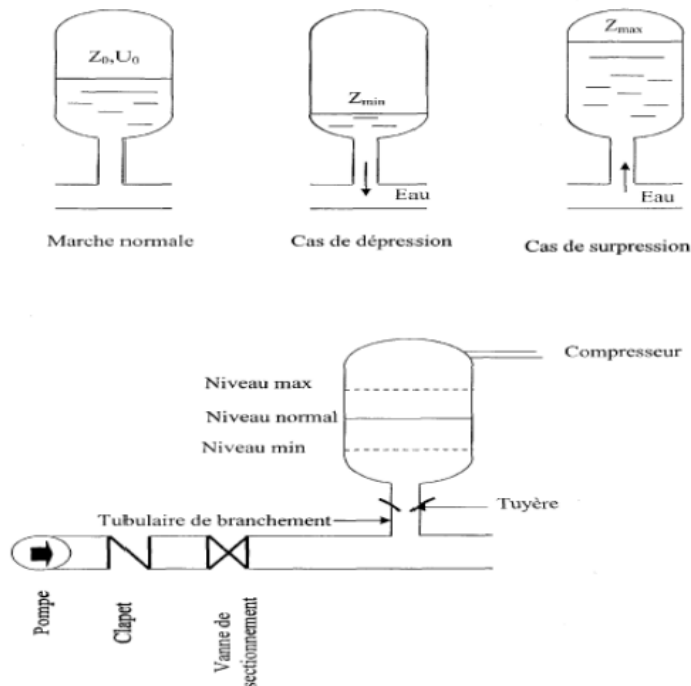 Z₀,U₀
Zmin
Zmax
Eau
Eau
Marche normale
Cas de dépression
Cas de surpression
Compresseur
Niveau max
Niveau normal
Niveau min
Tuyère
Tubulaire de branchement
Pompe
Clapet
Vanne de
sectionnement